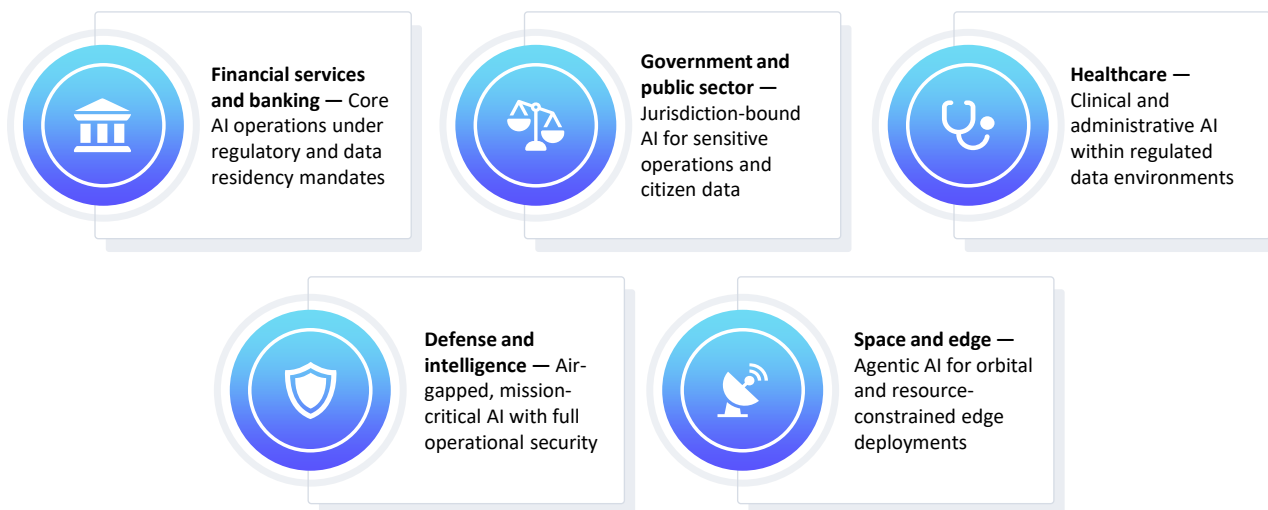 Financial services
and banking — Core
AI operations under
regulatory and data
residency mandates
Government and
public sector —
Jurisdiction-bound
AI for sensitive
operations and
citizen data
Healthcare —
Clinical and
administrative AI
within regulated
data environments
Defense and
intelligence — Air-
gapped, mission-
critical AI with full
operational security
Space and edge —
Agentic AI for orbital
and resource-
constrained edge
deployments